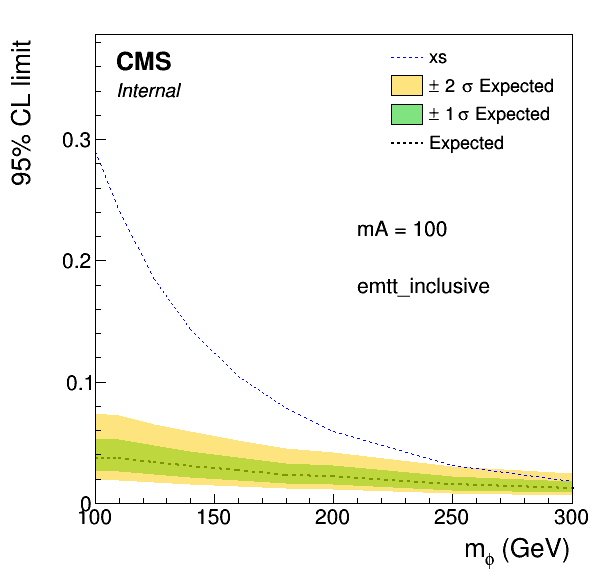 95% CL limit
CMS
Internal
xs
± 2 σ Expected
± 1 σ Expected
Expected
mA = 100
emtt_inclusive
0.3
0.2
0.1
0
100 150 200 250 300
mϕ (GeV)